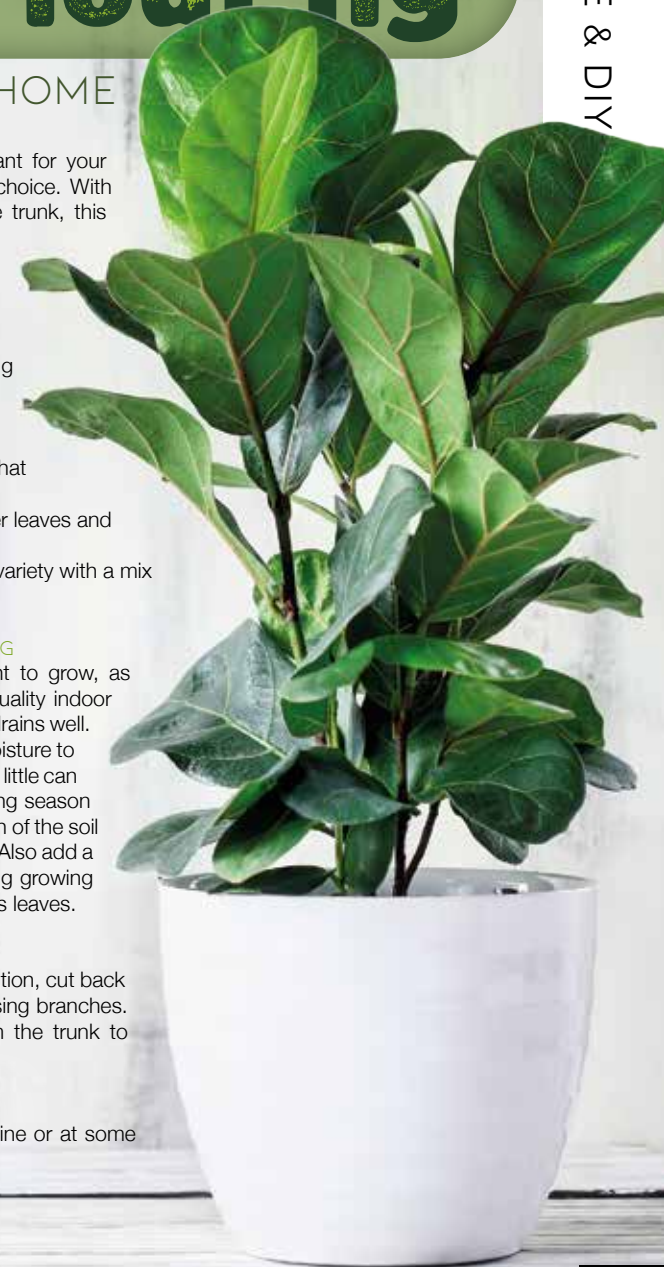 HOME
& DIY
ant for your
choice. With
e trunk, this
g
hat
r leaves and
variety with a mix
G
nt to grow, as
uality indoor
drains well.
oisture to
little can
ng season
h of the soil
Also add a
g growing
s leaves.
tion, cut back
sing branches.
n the trunk to
ine or at some